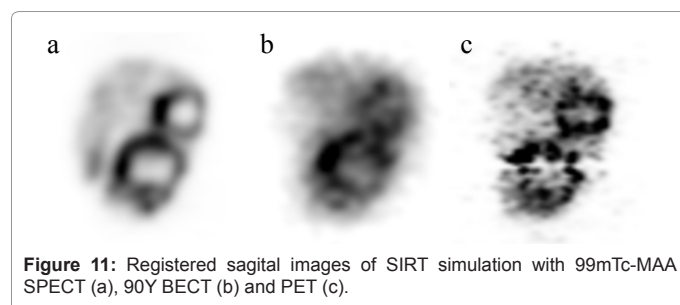 a b c
Figure 11: Registered sagital images of SIRT simulation with 99mTc-MAA
SPECT (a), 90Y BECT (b) and PET (c).